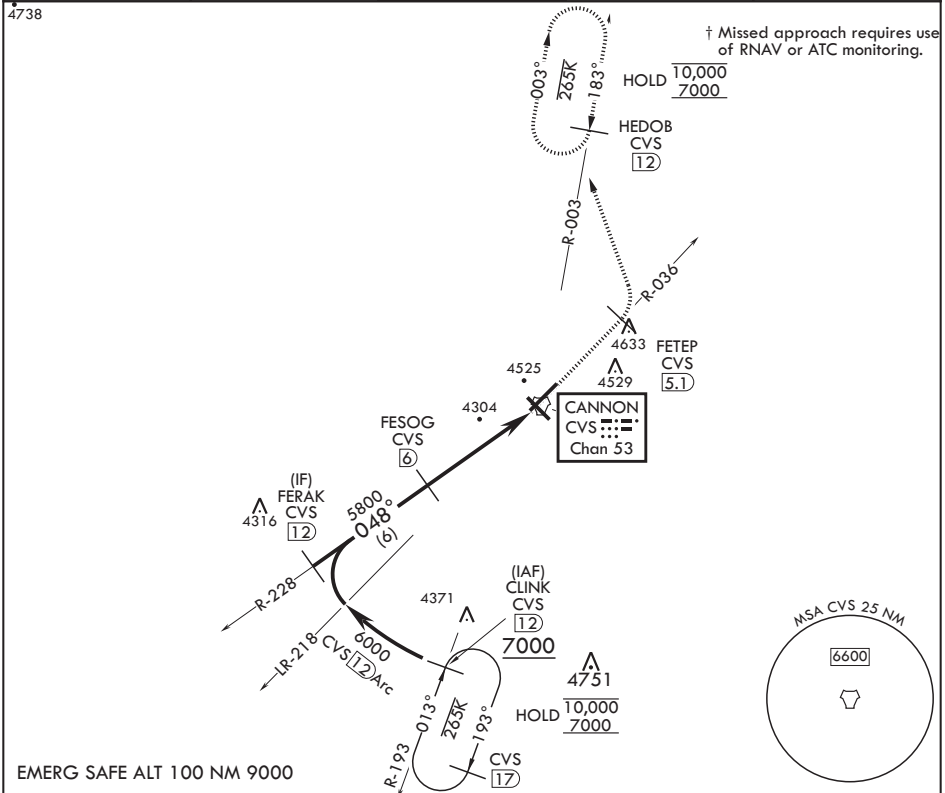 4738
† Missed approach requires use
of RNAV or ATC monitoring.
003°
265K
183°
HOLD
10,000
7000
HEDOB
CVS
12
R-003
R-036
4633
FETEP
CVS
5.1
4525
4529
4304
CANNON
CVS
Chan 53
FESOG
CVS
6
(IF)
FERAK
CVS
12
4316
5800
048°
(6)
R-228
LR-218
6000
CVS 12 Arc
4371
(IAF)
CLINK
CVS
12
7000
4751
HOLD
10,000
7000
013°
265K
193°
R-193
CVS
17
MSA CVS 25 NM
6600
EMERG SAFE ALT 100 NM 9000